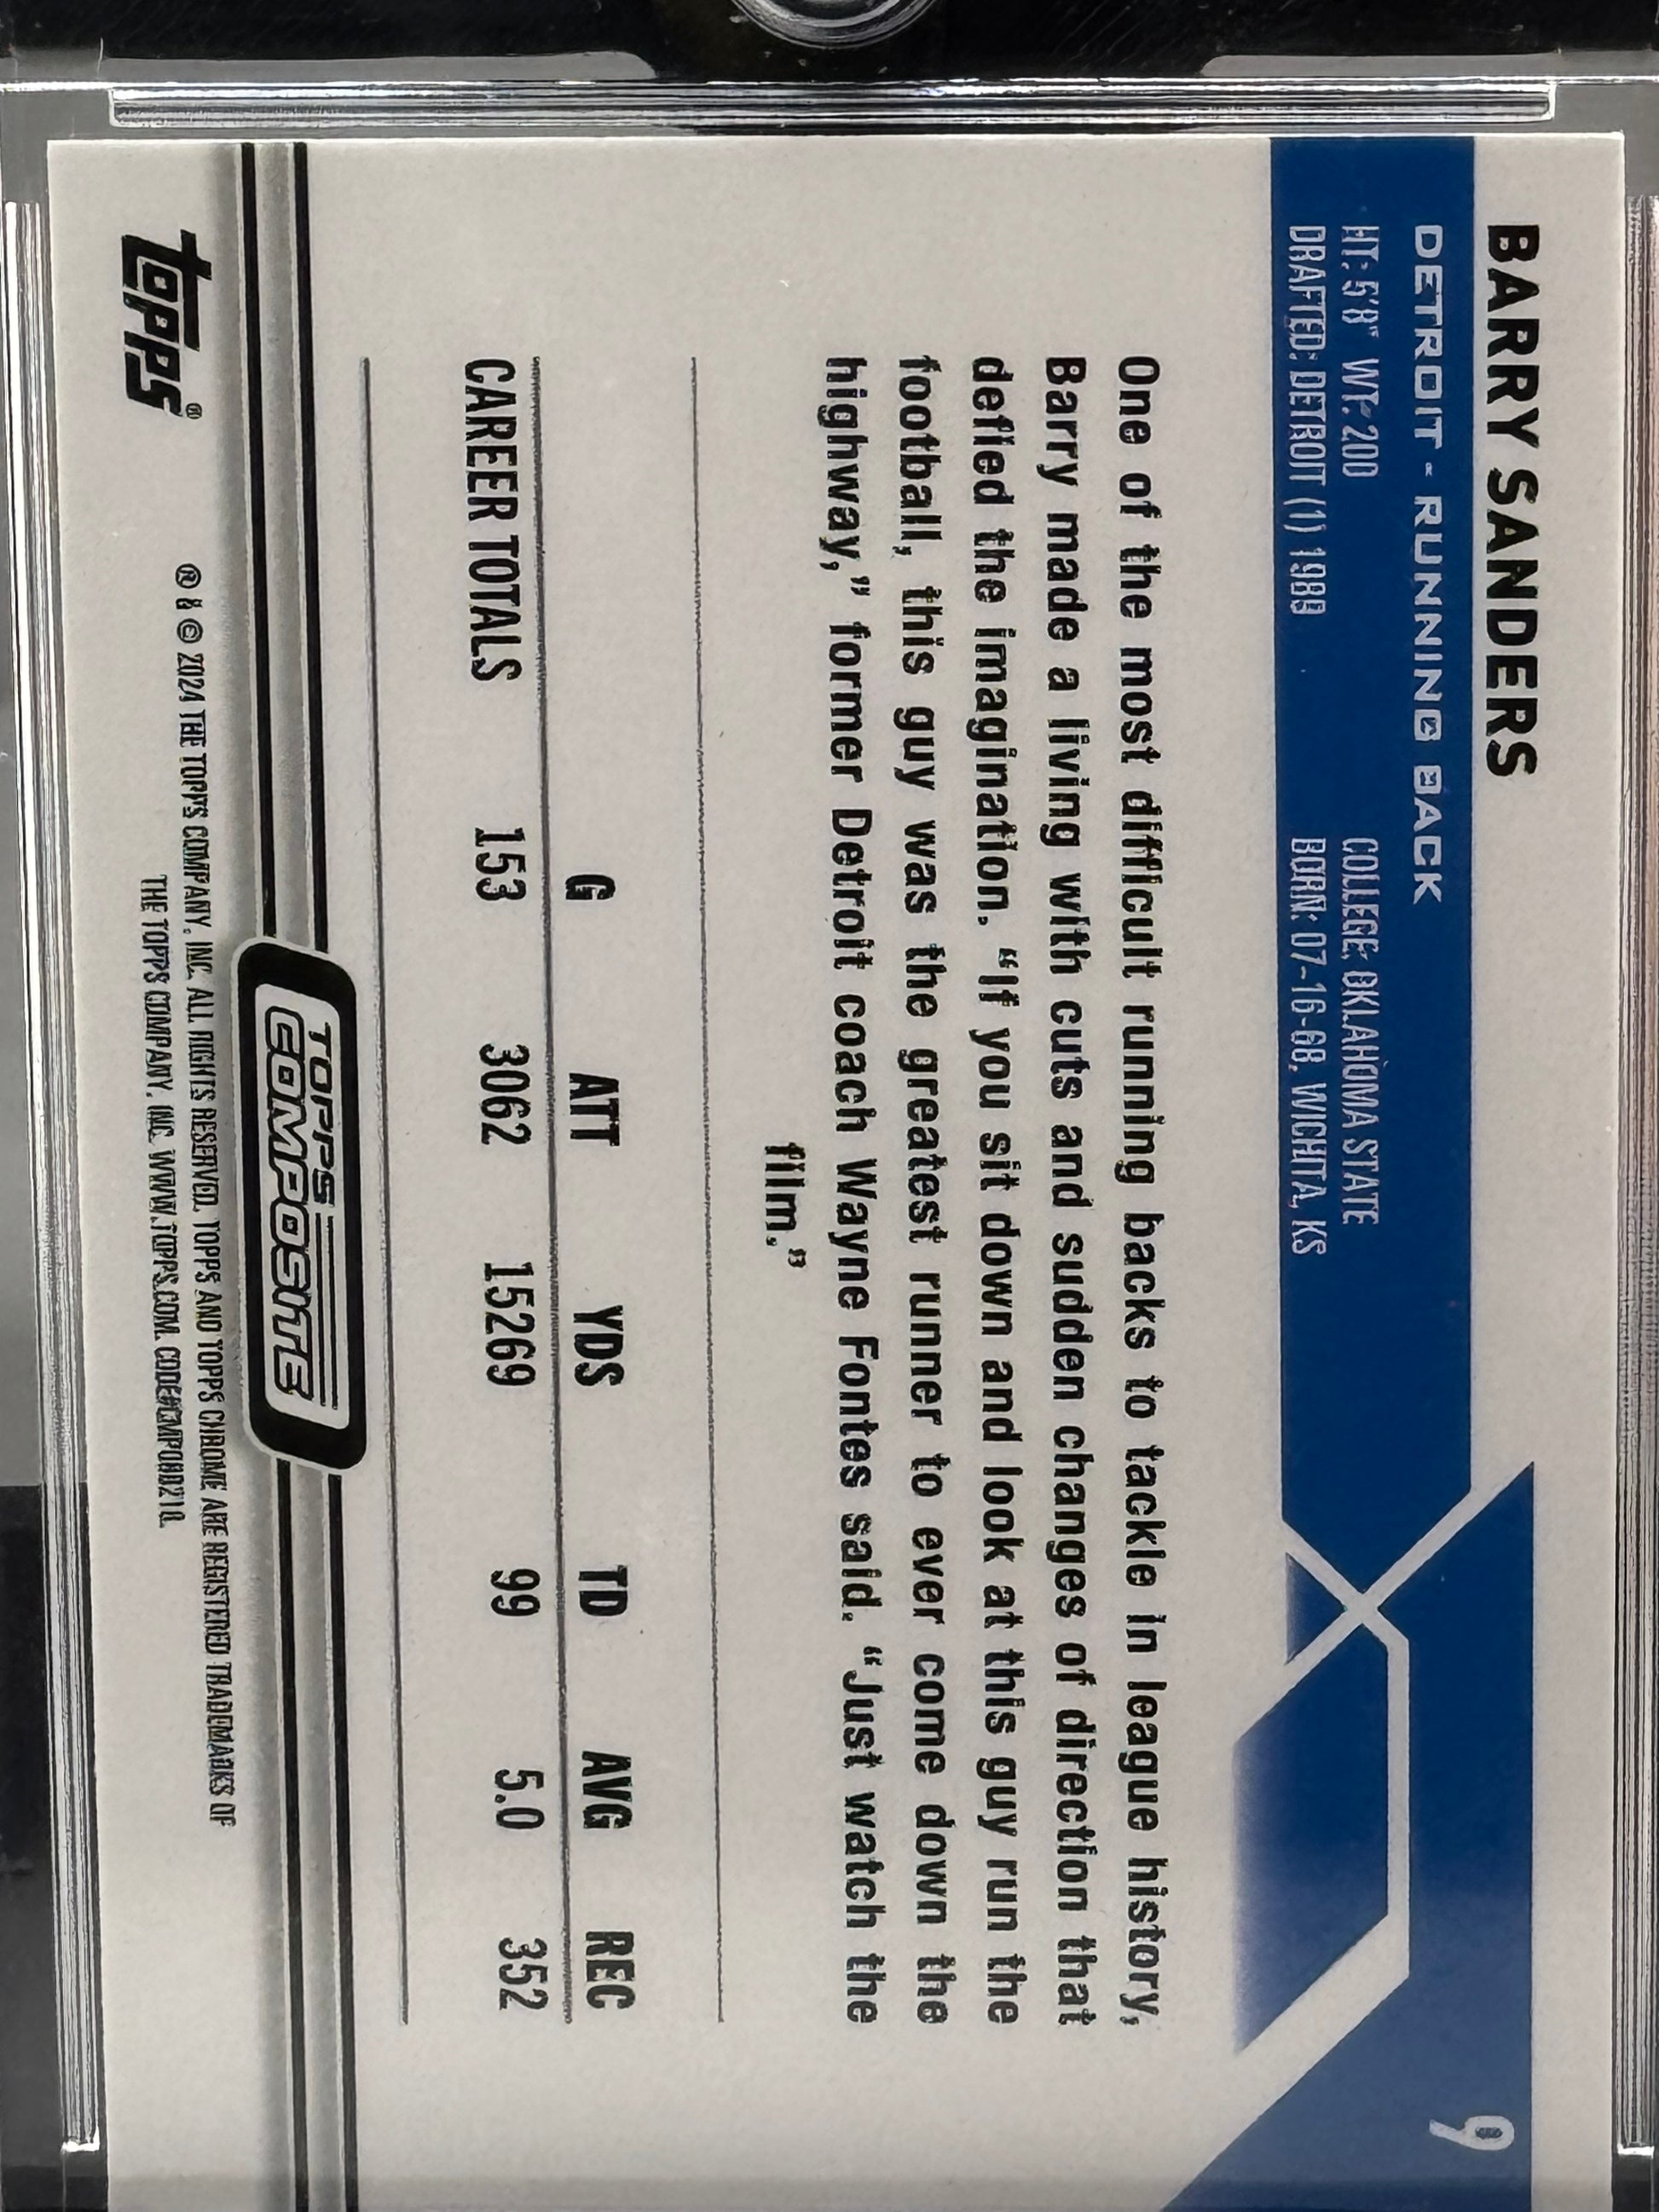 BARRY SANDERS
9
DETROIT • RUNNING BACK
HT: 5'8" WT: 200 COLLEGE: OKLAHOMA STATE
DRAFTED: DETROIT (1) 1989 BORN: 07-16-68, WICHITA, KS
One of the most difficult running backs to tackle in league history,
Barry made a living with cuts and sudden changes of direction that
defied the imagination. “If you sit down and look at this guy run the
football, this guy was the greatest runner to ever come down the
highway,” former Detroit coach Wayne Fontes said. “Just watch the
film.”
G ATT YDS TD AVG REC
CAREER TOTALS 153 3062 15269 99 5.0 352
TOPPS
COMPOSITE
topps®
® & © 2024 THE TOPPS COMPANY, INC. ALL RIGHTS RESERVED. TOPPS AND TOPPS CHROME ARE REGISTERED TRADEMARKS OF
THE TOPPS COMPANY, INC. WWW.TOPPS.COM.